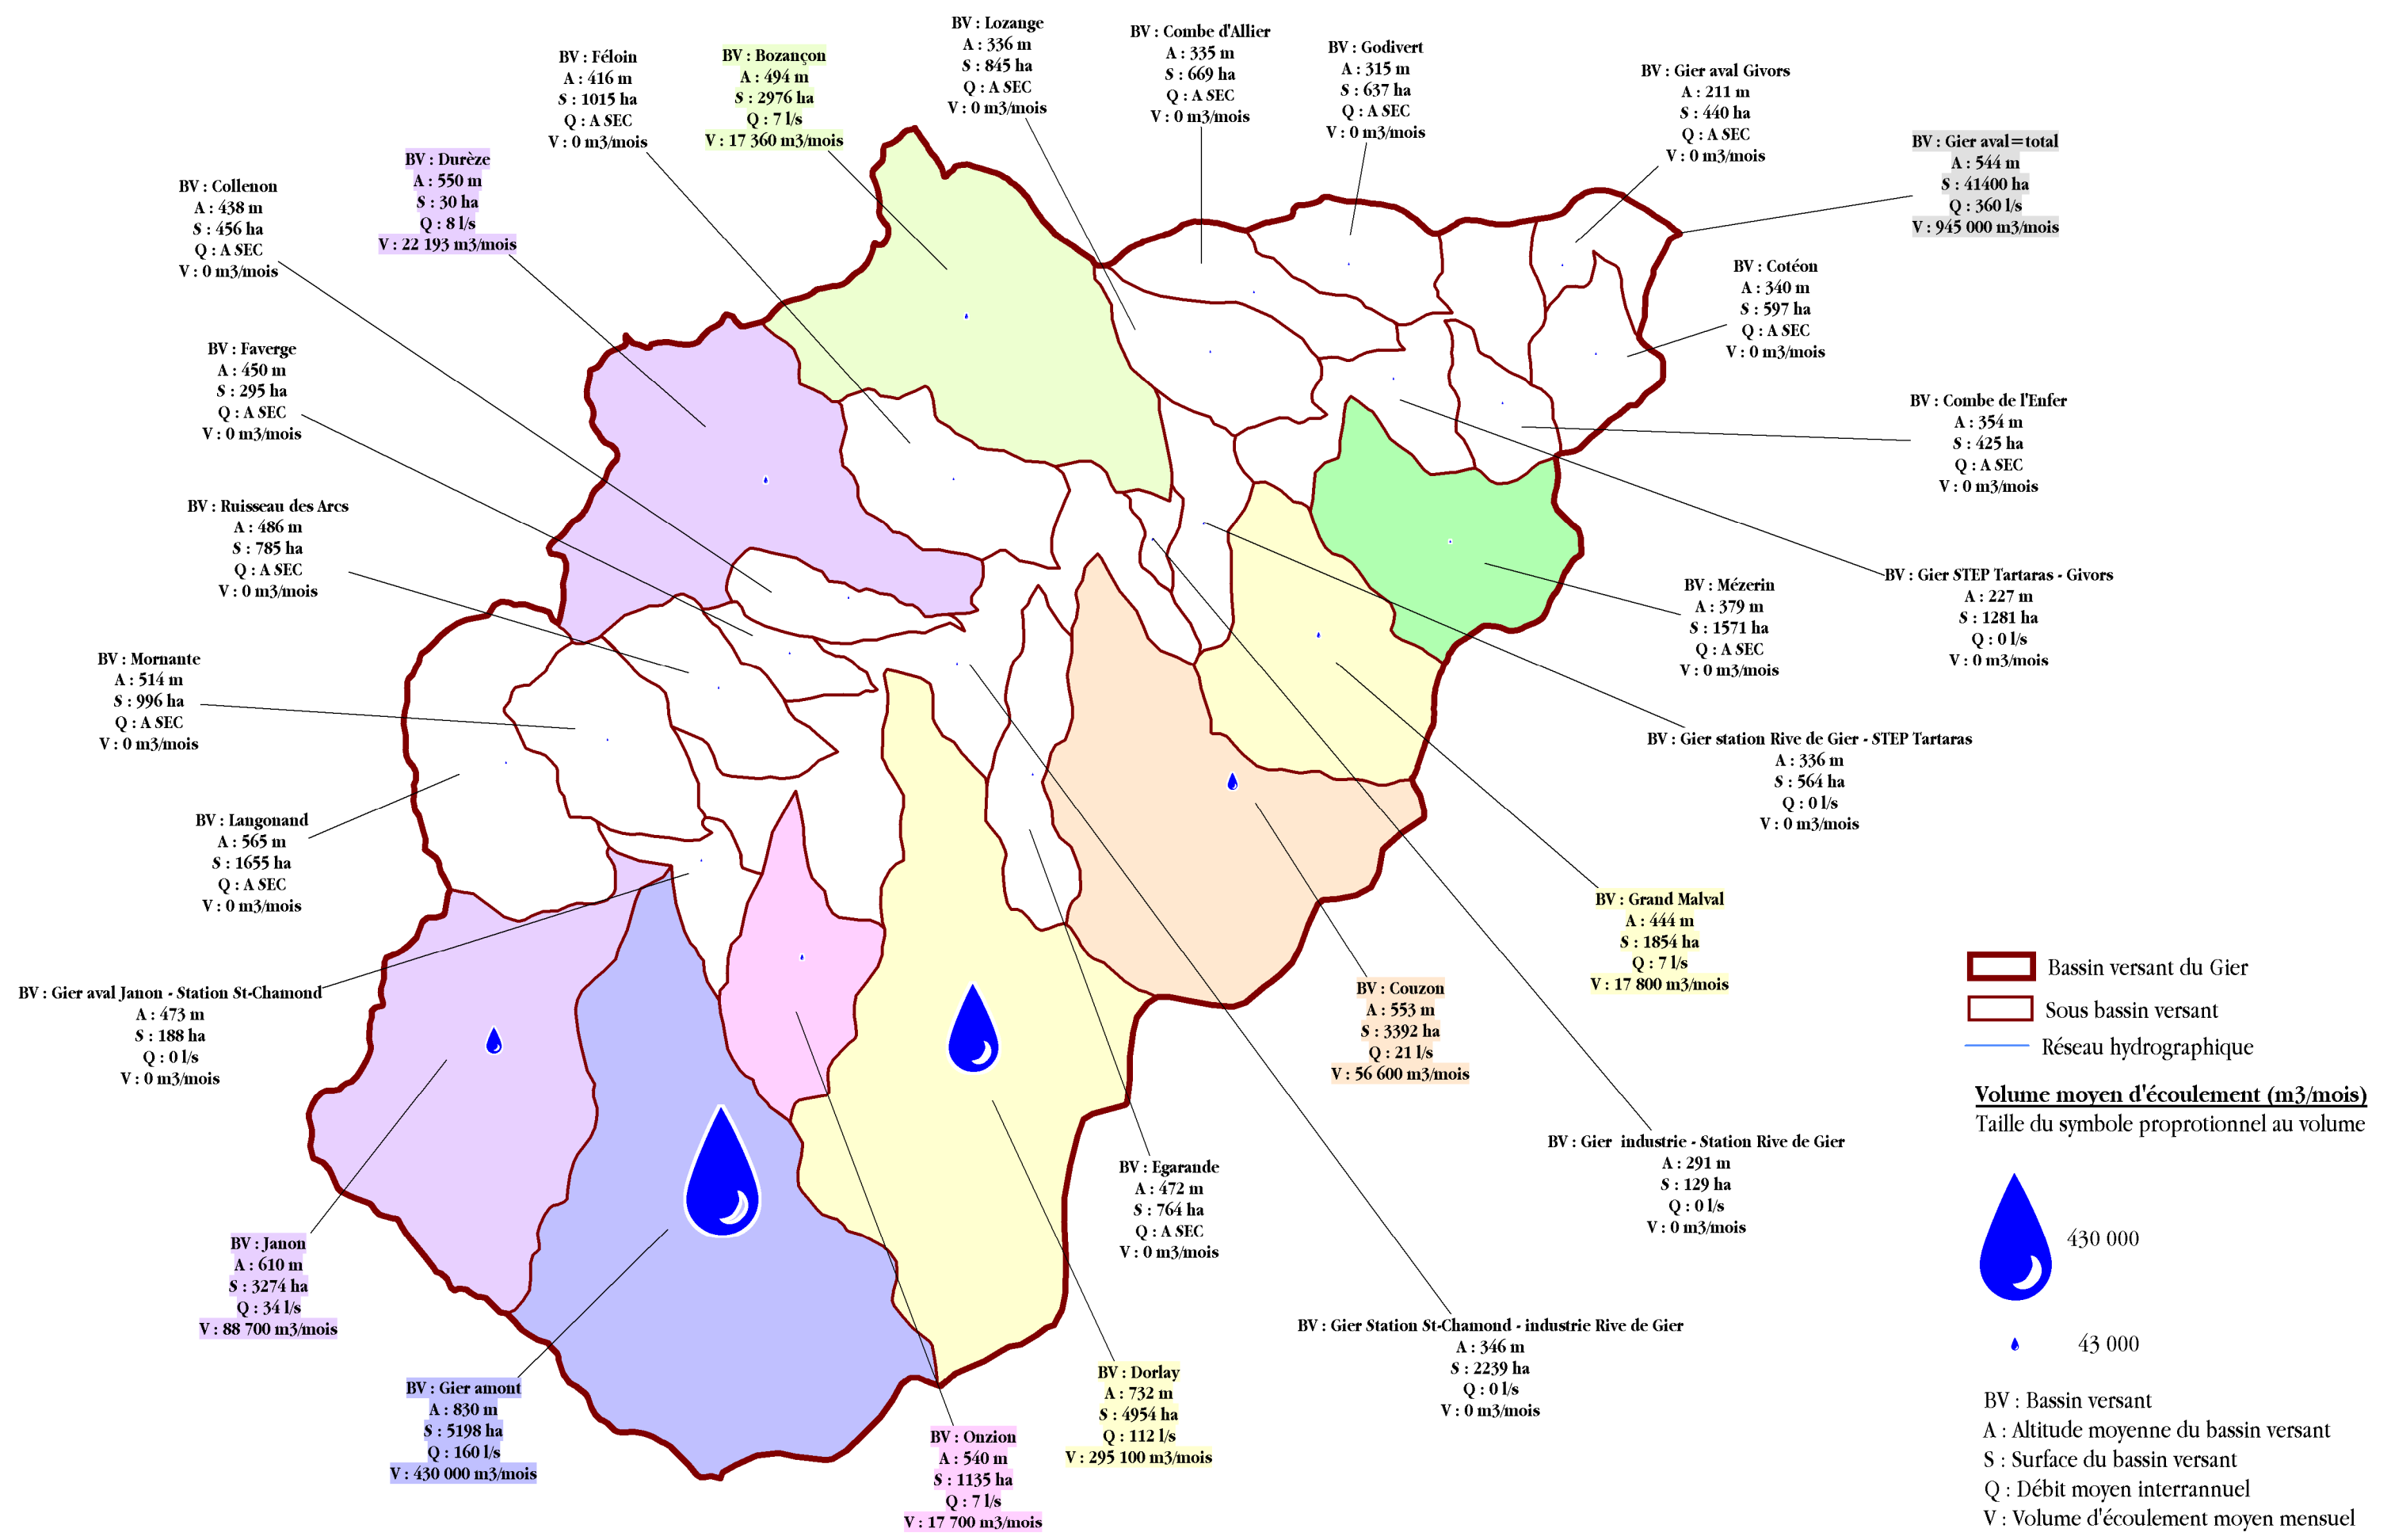 BV : Lozange
A : 336 m
S : 845 ha
Q : A SEC
V : 0 m3/mois
BV : Combe d'Allier
A : 335 m
S : 669 ha
Q : A SEC
V : 0 m3/mois
BV : Godivert
A : 315 m
S : 637 ha
Q : A SEC
V : 0 m3/mois
BV : Féloin
A : 416 m
S : 1015 ha
Q : A SEC
V : 0 m3/mois
BV : Bozançon
A : 494 m
S : 2976 ha
Q : 7 l/s
V : 17 360 m3/mois
BV : Gier aval Givors
A : 211 m
S : 440 ha
Q : A SEC
V : 0 m3/mois
BV : Gier aval=total
A : 544 m
S : 41400 ha
Q : 360 l/s
V : 945 000 m3/mois
BV : Durèze
A : 550 m
S : 30 ha
Q : 8 l/s
V : 22 193 m3/mois
BV : Collenon
A : 438 m
S : 456 ha
Q : A SEC
V : 0 m3/mois
BV : Cotéon
A : 340 m
S : 597 ha
Q : A SEC
V : 0 m3/mois
BV : Faverge
A : 450 m
S : 295 ha
Q : A SEC
V : 0 m3/mois
BV : Combe de l'Enfer
A : 354 m
S : 425 ha
Q : A SEC
V : 0 m3/mois
BV : Ruisseau des Arcs
A : 486 m
S : 785 ha
Q : A SEC
V : 0 m3/mois
BV : Gier STEP Tartaras - Givors
A : 227 m
S : 1281 ha
Q : 0 l/s
V : 0 m3/mois
BV : Mézerin
A : 379 m
S : 1571 ha
Q : A SEC
V : 0 m3/mois
BV : Mornante
A : 514 m
S : 996 ha
Q : A SEC
V : 0 m3/mois
BV : Gier station Rive de Gier - STEP Tartaras
A : 336 m
S : 564 ha
Q : 0 l/s
V : 0 m3/mois
BV : Langonand
A : 565 m
S : 1655 ha
Q : A SEC
V : 0 m3/mois
BV : Grand Malval
A : 444 m
S : 1854 ha
Q : 7 l/s
V : 17 800 m3/mois
BV : Gier aval Janon - Station St-Chamond
A : 473 m
S : 188 ha
Q : 0 l/s
V : 0 m3/mois
BV : Couzon
A : 553 m
S : 3392 ha
Q : 21 l/s
V : 56 600 m3/mois
BV : Gier  industrie - Station Rive de Gier
A : 291 m
S : 129 ha
Q : 0 l/s
V : 0 m3/mois
BV : Egarande
A : 472 m
S : 764 ha
Q : A SEC
V : 0 m3/mois
BV : Janon
A : 610 m
S : 3274 ha
Q : 34 l/s
V : 88 700 m3/mois
BV : Gier Station St-Chamond - industrie Rive de Gier
A : 346 m
S : 2239 ha
Q : 0 l/s
V : 0 m3/mois
BV : Gier amont
A : 830 m
S : 5198 ha
Q : 160 l/s
V : 430 000 m3/mois
BV : Dorlay
A : 732 m
S : 4954 ha
Q : 112 l/s
V : 295 100 m3/mois
BV : Onzion
A : 540 m
S : 1135 ha
Q : 7 l/s
V : 17 700 m3/mois
Bassin versant du Gier
Sous bassin versant
Réseau hydrographique
Volume moyen d'écoulement (m3/mois)
Taille du symbole proprotionnel au volume
430 000
43 000
BV : Bassin versant
A : Altitude moyenne du bassin versant
S : Surface du bassin versant
Q : Débit moyen interrannuel
V : Volume d'écoulement moyen mensuel